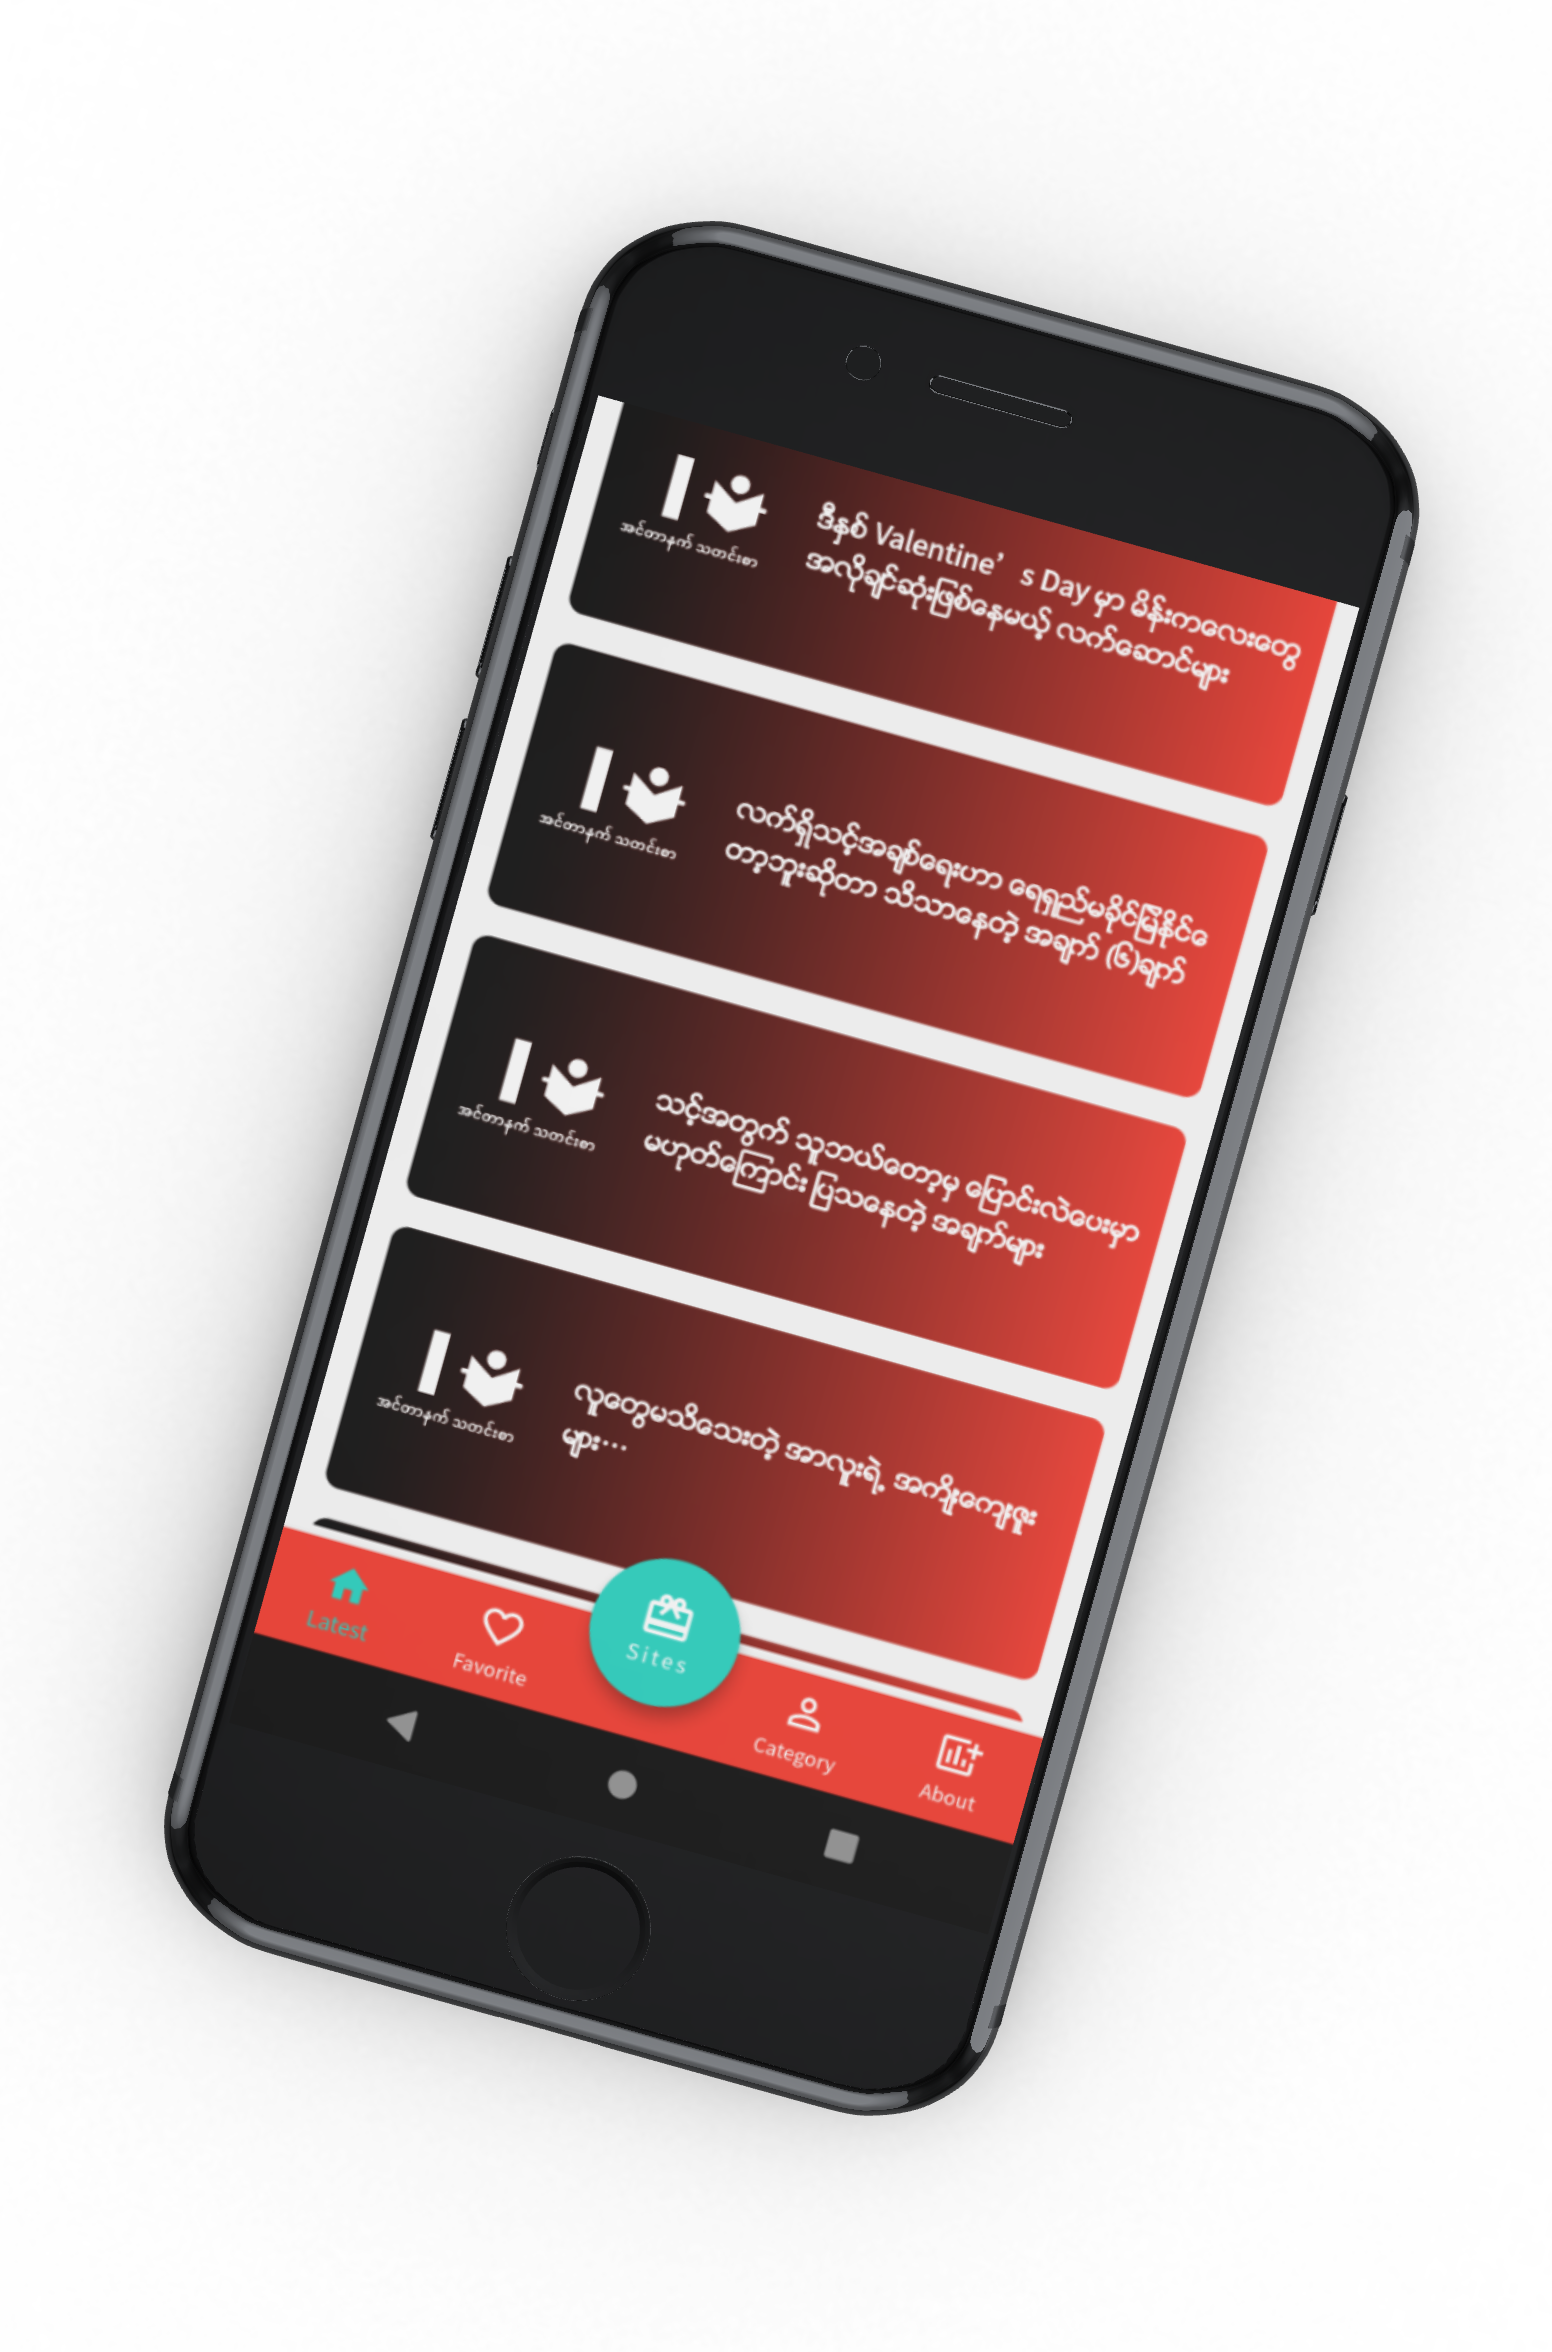 အင်တာနက် သတင်းစာ
ဒီနှစ် Valentine’ s Day မှာ မိန်းကလေးတွေ
အလိုချင်ဆုံးဖြစ်နေမယ့် လက်ဆောင်များ
အင်တာနက် သတင်းစာ
လက်ရှိသင့်အချစ်ရေးဟာ ရေရှည်မခိုင်မြဲနိုင်ေ
တာ့ဘူးဆိုတာ သိသာနေတဲ့ အချက် (၆)ချက်
အင်တာနက် သတင်းစာ
သင့်အတွက် သူဘယ်တော့မှ ပြောင်းလဲပေးမှာ
မဟုတ်ကြောင်း ပြသနေတဲ့ အချက်များ
အင်တာနက် သတင်းစာ
လူတွေမသိသေးတဲ့ အာလူးရဲ့ အကျိုးကျေးဇူး
များ...
Latest
Favorite
Sites
Category
About